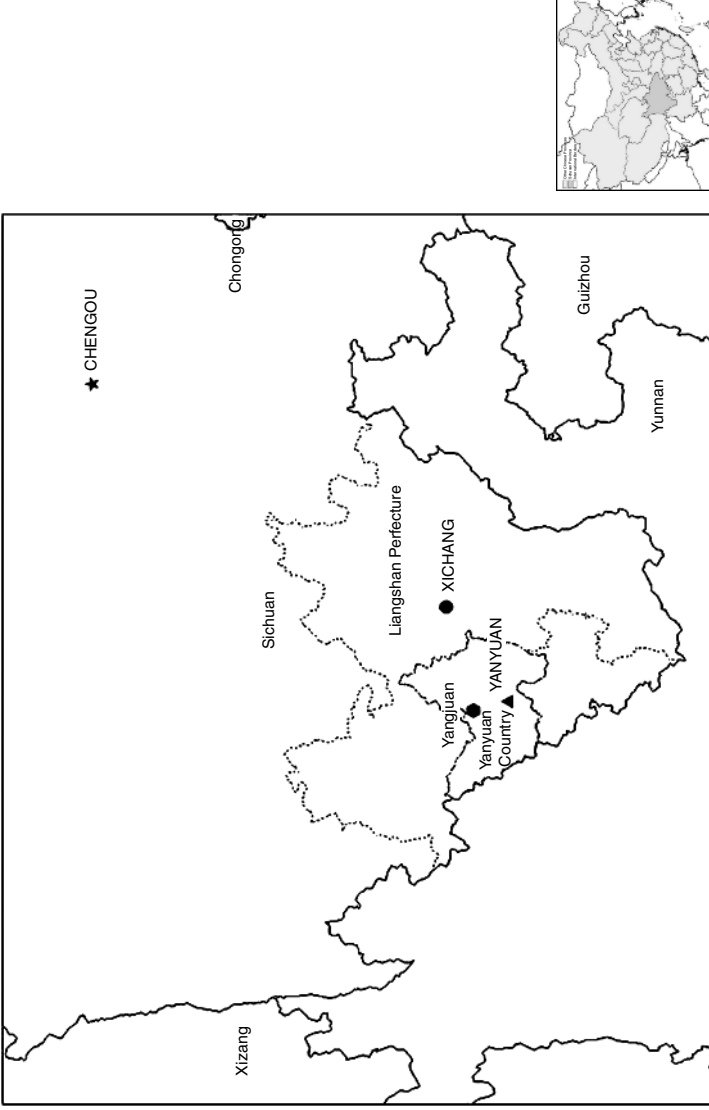 CHENGOU
Chongong
Sichuan
Liangshan Perfecture
XICHANG
Guizhou
Yunnan
Yangjuan
YANYUAN
Yanyuan
Country
Xizang